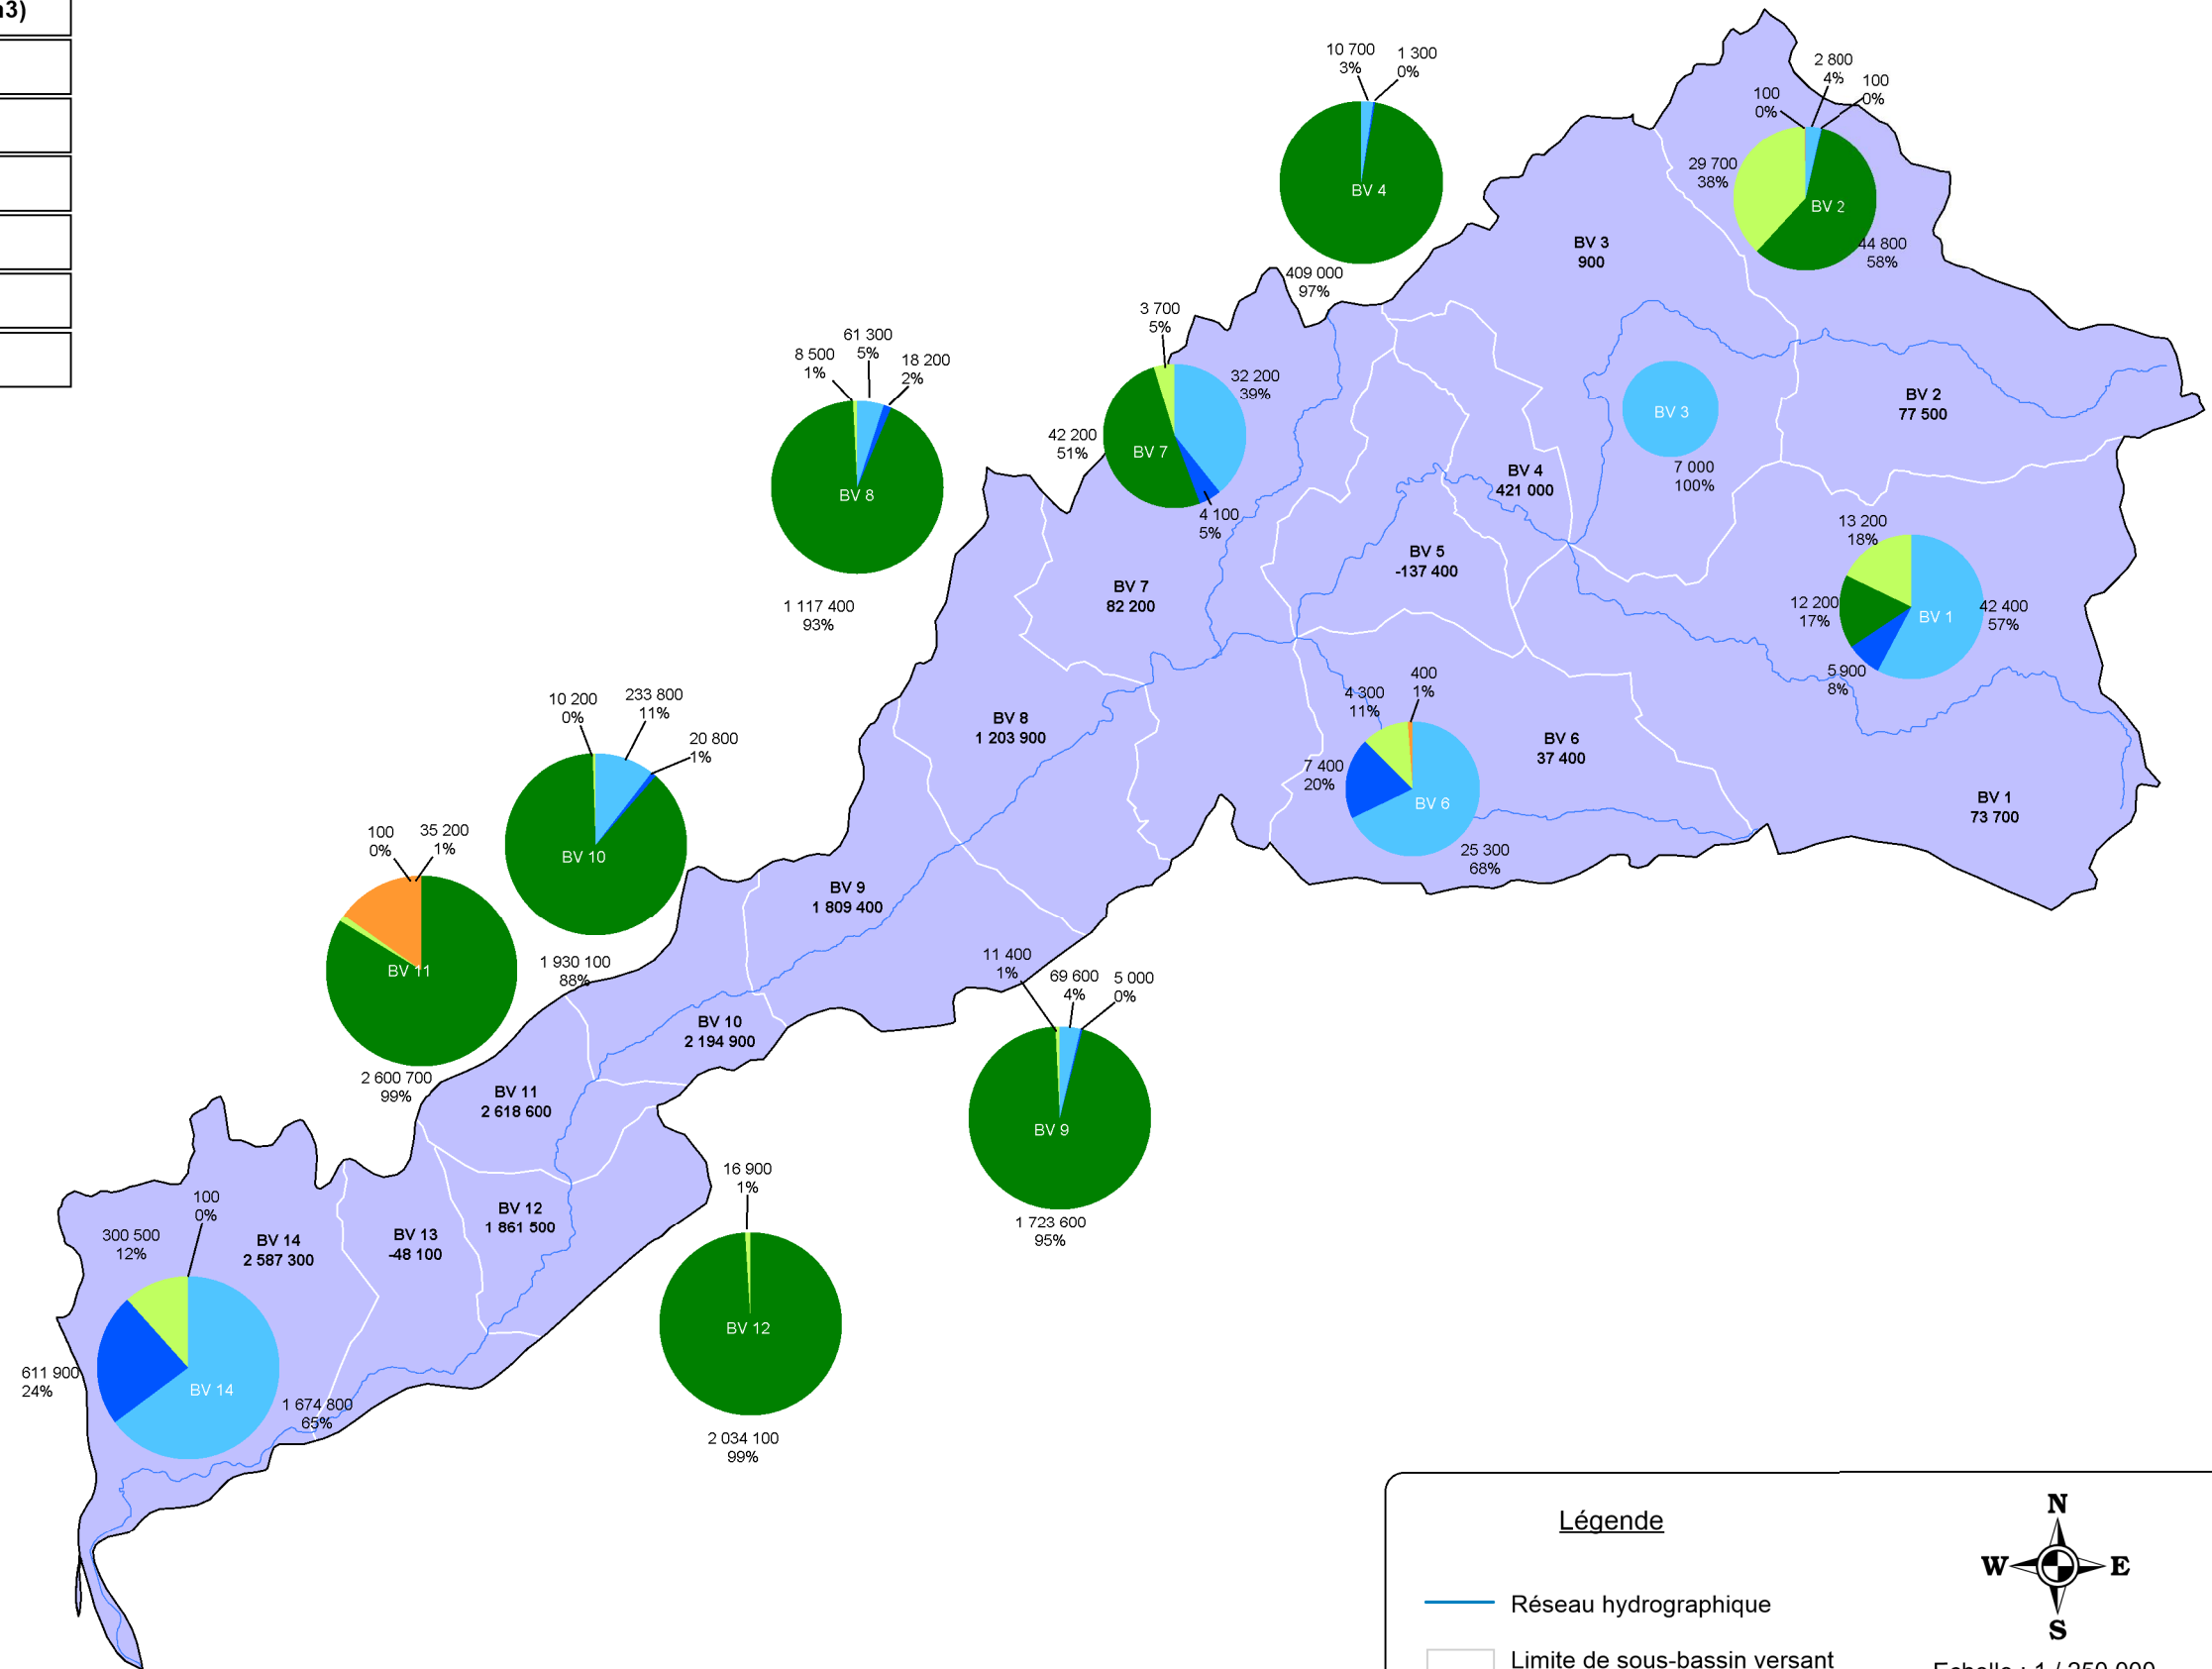 13)
10 700
3%
1 300
0%
BV 4
409 000
97%
2 800
4%
100
0%
100
0%
29 700
38%
BV 2
44 800
58%
BV 3
900
3 700
5%
32 200
39%
42 200
51%
BV 7
4 100
5%
8 500
1%
61 300
5%
18 200
2%
BV 8
1 117 400
93%
BV 3
7 000
100%
BV 2
77 500
BV 4
421 000
BV 5
-137 400
BV 7
82 200
13 200
18%
12 200
17%
BV 1
42 400
57%
5 900
8%
BV 8
1 203 900
4 300
11%
400
1%
7 400
20%
BV 6
25 300
68%
BV 6
37 400
BV 1
73 700
10 200
0%
233 800
11%
20 800
1%
BV 10
1 930 100
88%
100
0%
35 200
1%
BV 11
2 600 700
99%
BV 9
1 809 400
11 400
1%
69 600
4%
5 000
0%
BV 9
1 723 600
95%
BV 10
2 194 900
BV 11
2 618 600
BV 12
1 861 500
16 900
1%
BV 12
2 034 100
99%
BV 13
-48 100
BV 14
2 587 300
100
0%
300 500
12%
611 900
24%
BV 14
1 674 800
65%
Légende
Réseau hydrographique
Limite de sous-bassin versant
N
W
E
S
Echelle : 1 / 250 000